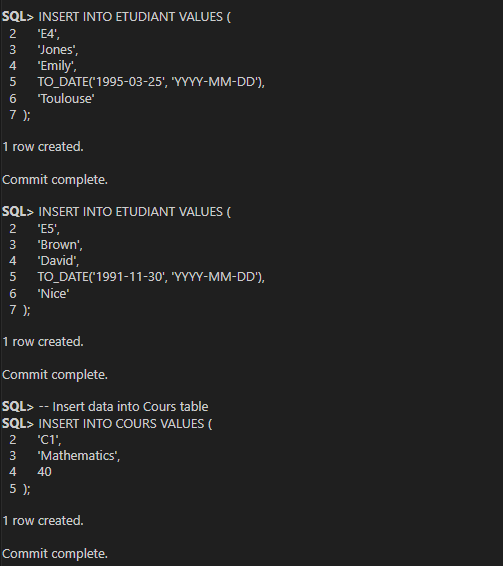 SQL> INSERT INTO ETUDIANT VALUES (
2 'E4',
3 'Jones',
4 'Emily',
5 TO_DATE('1995-03-25', 'YYYY-MM-DD'),
6 'Toulouse'
7 );
1 row created.
Commit complete.
SQL> INSERT INTO ETUDIANT VALUES (
2 'E5',
3 'Brown',
4 'David',
5 TO_DATE('1991-11-30', 'YYYY-MM-DD'),
6 'Nice'
7 );
1 row created.
Commit complete.
SQL> -- Insert data into Cours table
SQL> INSERT INTO COURS VALUES (
2 'C1',
3 'Mathematics',
4 40
5 );
1 row created.
Commit complete.